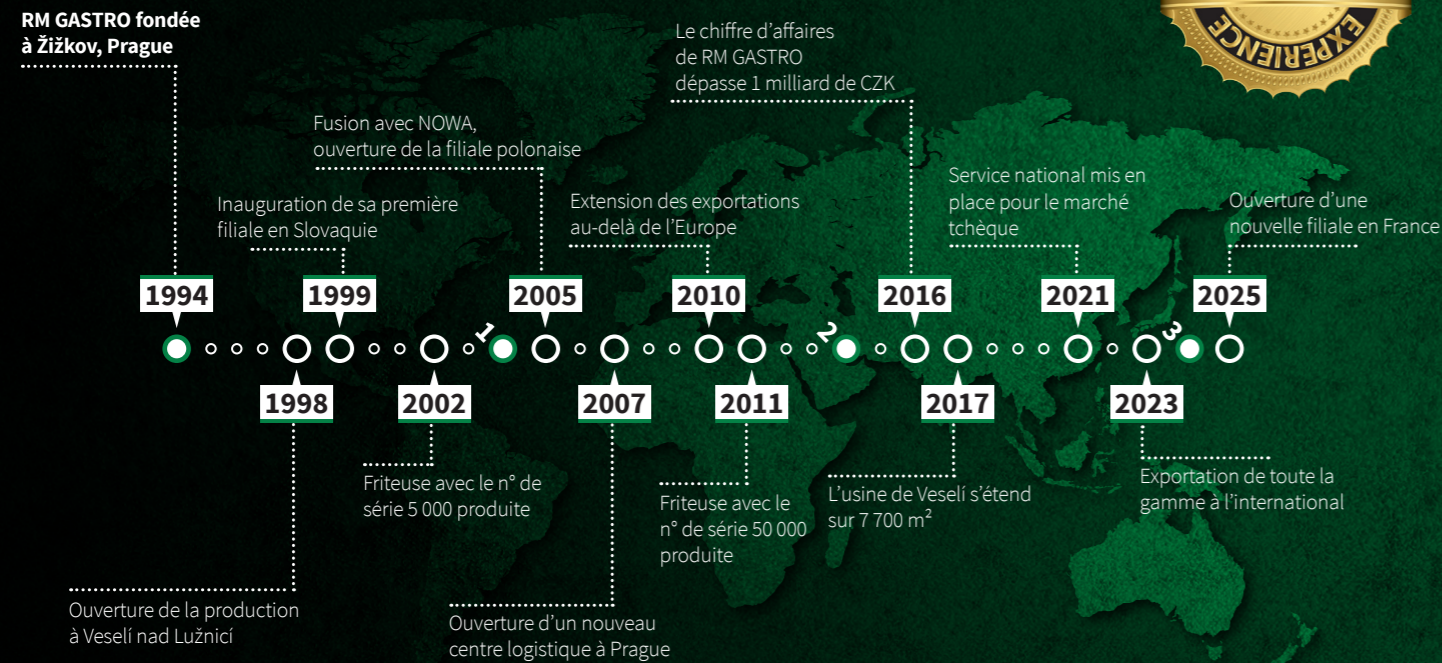 RM GASTRO fondée
à Žižkov, Prague
Le chiffre d’affaires
de RM GASTRO
dépasse 1 milliard de CZK
EXPERIENCE
Fusion avec NOWA,
ouverture de la filiale polonaise
Inauguration de sa première
filiale en Slovaquie
Extension des exportations
au-delà de l’Europe
Service national mis en
place pour le marché
tchèque
Ouverture d’une
nouvelle filiale en France
1994
1999
2005
2010
2016
2021
2025
1
2
3
1998
2002
2007
2011
2017
2023
Friteuse avec le n° de
série 5 000 produite
Friteuse avec le
n° de série 50 000
produite
L’usine de Veselí s’étend
sur 7 700 m²
Exportation de toute la
gamme à l’international
Ouverture de la production
à Veselí nad Lužnicí
Ouverture d’un nouveau
centre logistique à Prague